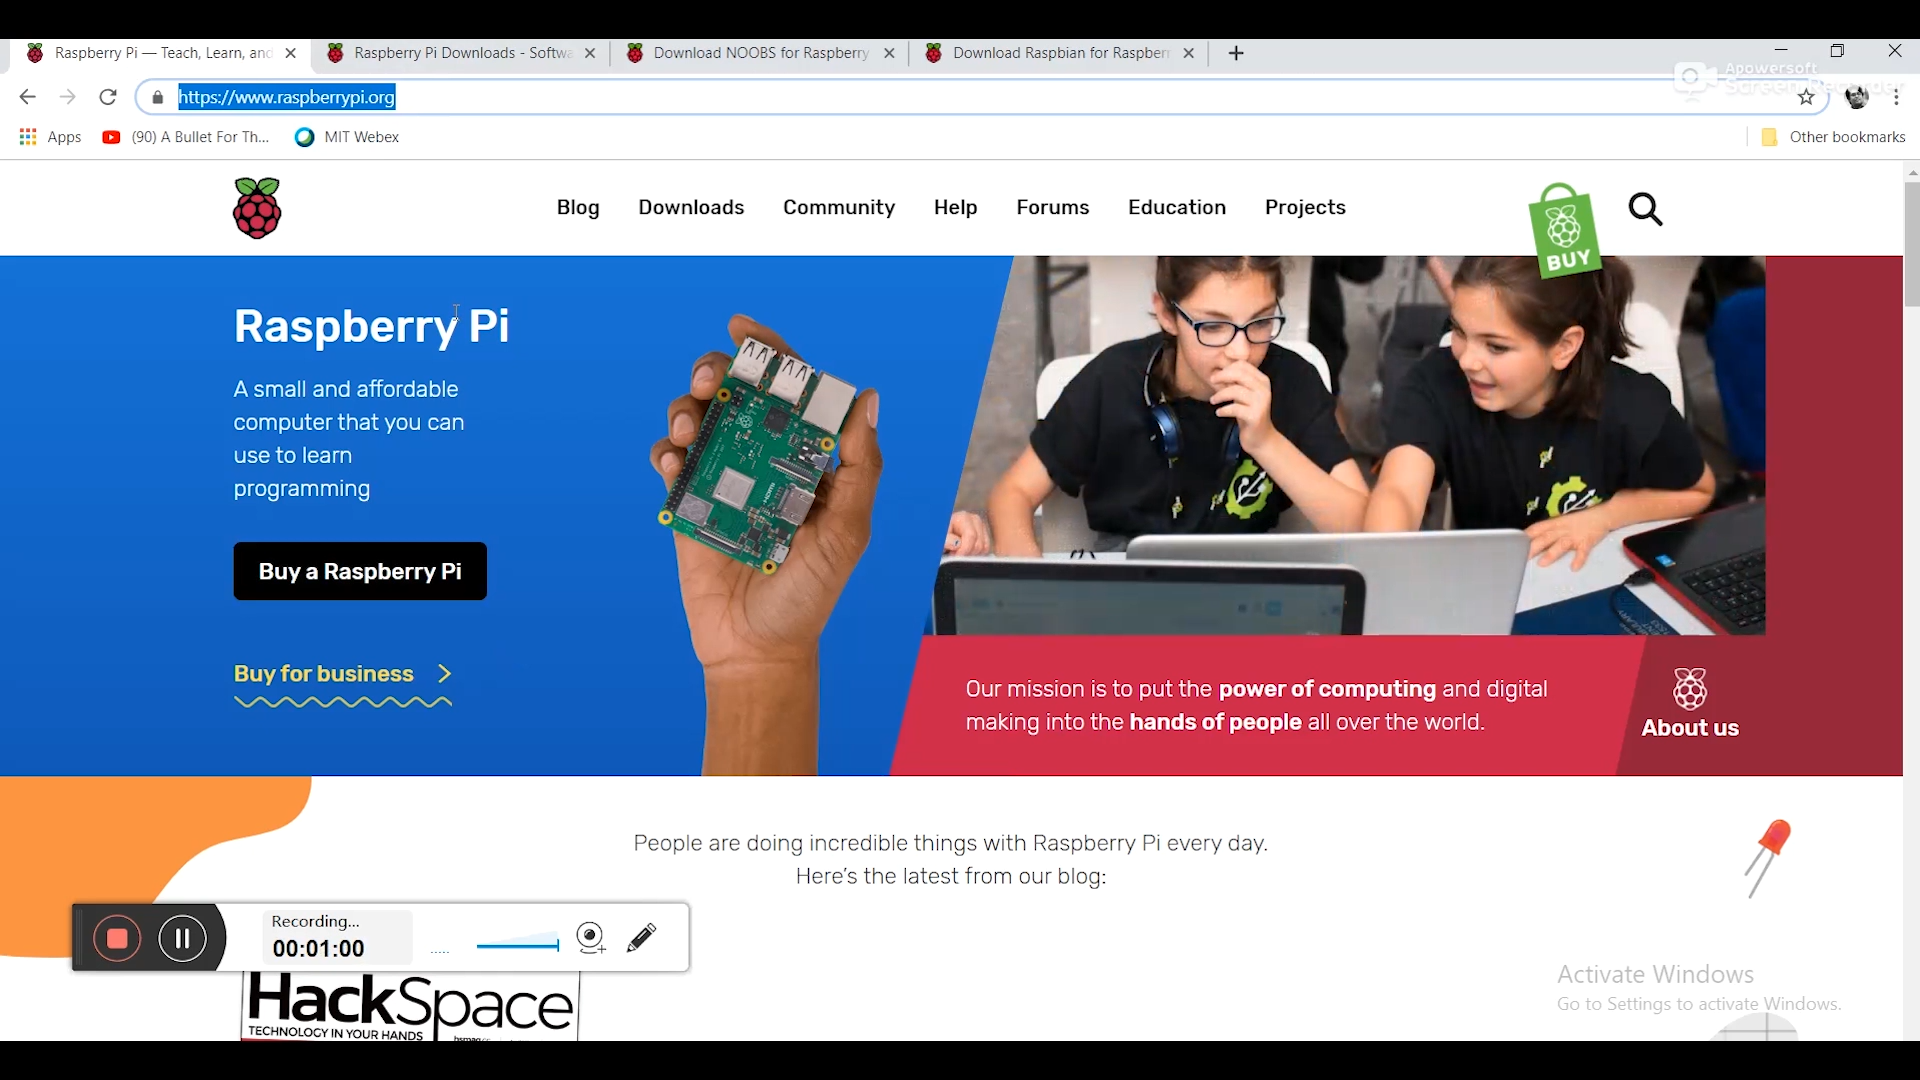 Raspberry Pi — Teach, Learn, and
Raspberry Pi Downloads - Softwa
Download NOOBS for Raspberry
Download Raspbian for Raspberr
Apowersoft
Screen Recorder
https://www.raspberrypi.org
Apps
(90) A Bullet For Th...
MIT Webex
Other bookmarks
Blog
Downloads
Community
Help
Forums
Education
Projects
BUY
Raspberry Pi
A small and affordable
computer that you can
use to learn
programming
Buy a Raspberry Pi
Buy for business
Our mission is to put the power of computing and digital
making into the hands of people all over the world.
About us
People are doing incredible things with Raspberry Pi every day.
Here's the latest from our blog:
Recording...
00:01:00
HackSpace
TECHNOLOGY IN YOUR HANDS
Activate Windows
Go to Settings to activate Windows.